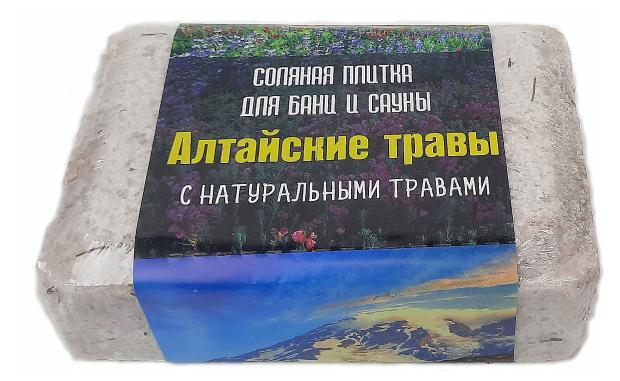 СОЛЯНАЯ ПЛИТКА
ДЛЯ БАНИ И САУНЫ
Алтайские травы
С НАТУРАЛЬНЫМИ ТРАВАМИ